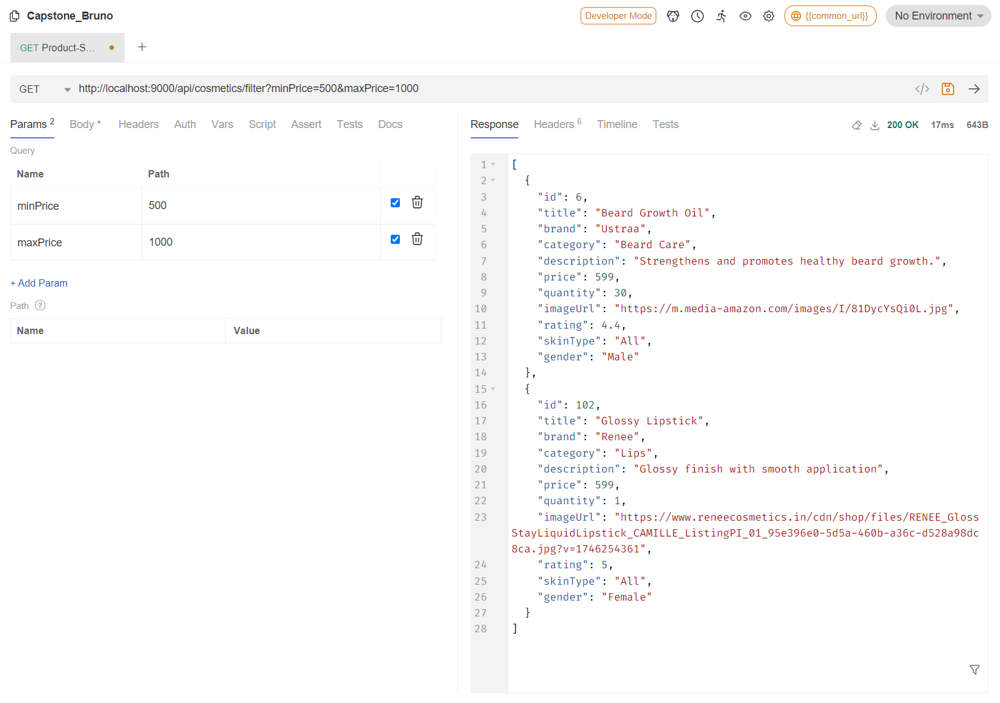 Capstone_Bruno
Developer Mode
{{common_url}}
No Environment
GET Product-S...
GET
http://localhost:9000/api/cosmetics/filter?minPrice=500&maxPrice=1000
Params 2
Body
Headers
Auth
Vars
Script
Assert
Tests
Docs
Query
Name
Path
minPrice
500
maxPrice
1000
+ Add Param
Path ?
Name
Value
Response
Headers 6
Timeline
Tests
200 OK
17ms
643B
1 [
2 {
3 "id": 6,
4 "title": "Beard Growth Oil",
5 "brand": "Ustraa",
6 "category": "Beard Care",
7 "description": "Strengthens and promotes healthy beard growth.",
8 "price": 599,
9 "quantity": 30,
10 "imageUrl": "https://m.media-amazon.com/images/I/81DycYsQi0L.jpg",
11 "rating": 4.4,
12 "skinType": "All",
13 "gender": "Male"
14 },
15 {
16 "id": 102,
17 "title": "Glossy Lipstick",
18 "brand": "Renee",
19 "category": "Lips",
20 "description": "Glossy finish with smooth application",
21 "price": 599,
22 "quantity": 1,
23 "imageUrl": "https://www.reneecosmetics.in/cdn/shop/files/RENEE_Gloss
StayLiquidLipstick_CAMILLE_ListingPI_01_95e396e0-5d5a-460b-a36c-d528a98dc
8ca.jpg?v=1746254361",
24 "rating": 5,
25 "skinType": "All",
26 "gender": "Female"
27 }
28 ]